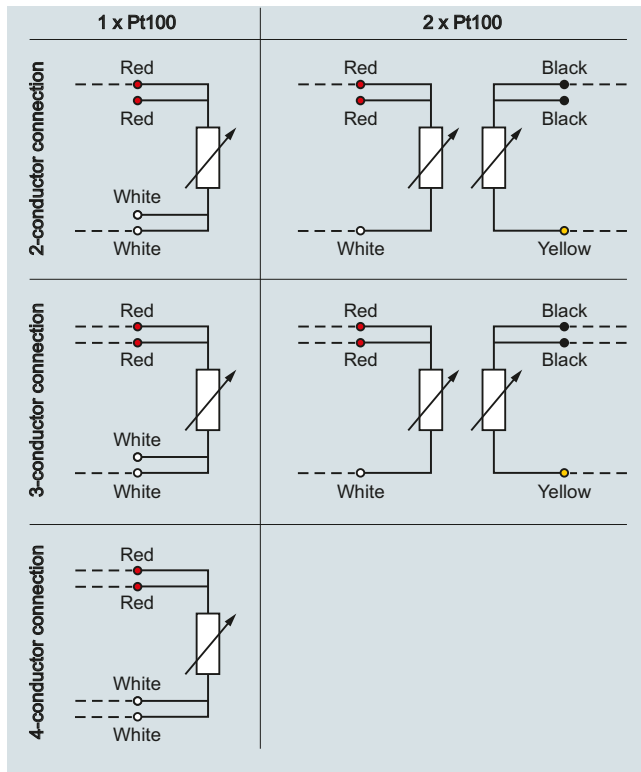 1 x Pt100
2 x Pt100
2-conductor connection
Red
Red
White
White
Red
Red
White
Black
Black
Yellow
3-conductor connection
Red
Red
White
White
Red
Red
White
Black
Black
Yellow
4-conductor connection
Red
Red
White
White